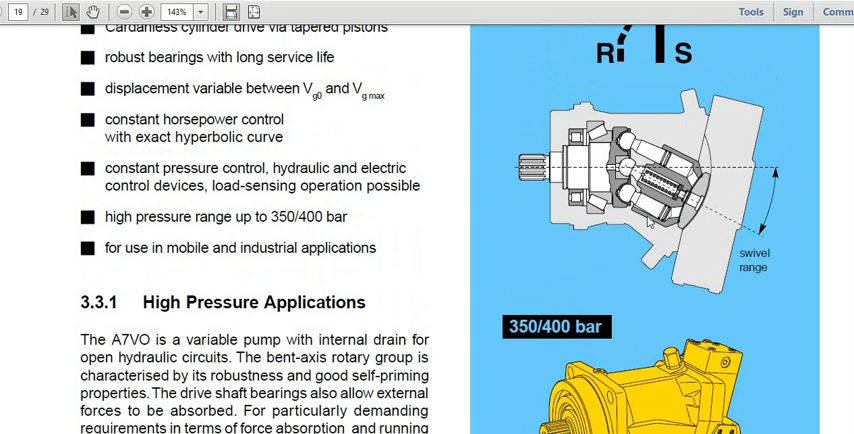 19 / 29
143%
Tools
Sign
Comm
Cardanless cylinder drive via tapered pistons
robust bearings with long service life
displacement variable between Vg0 and Vg max
constant horsepower control
with exact hyperbolic curve
constant pressure control, hydraulic and electric
control devices, load-sensing operation possible
high pressure range up to 350/400 bar
for use in mobile and industrial applications
3.3.1 High Pressure Applications
The A7VO is a variable pump with internal drain for
open hydraulic circuits. The bent-axis rotary group is
characterised by its robustness and good self-priming
properties. The drive shaft bearings also allow external
forces to be absorbed. For particularly demanding
requirements in terms of force absorption and running
R S
swivel
range
350/400 bar